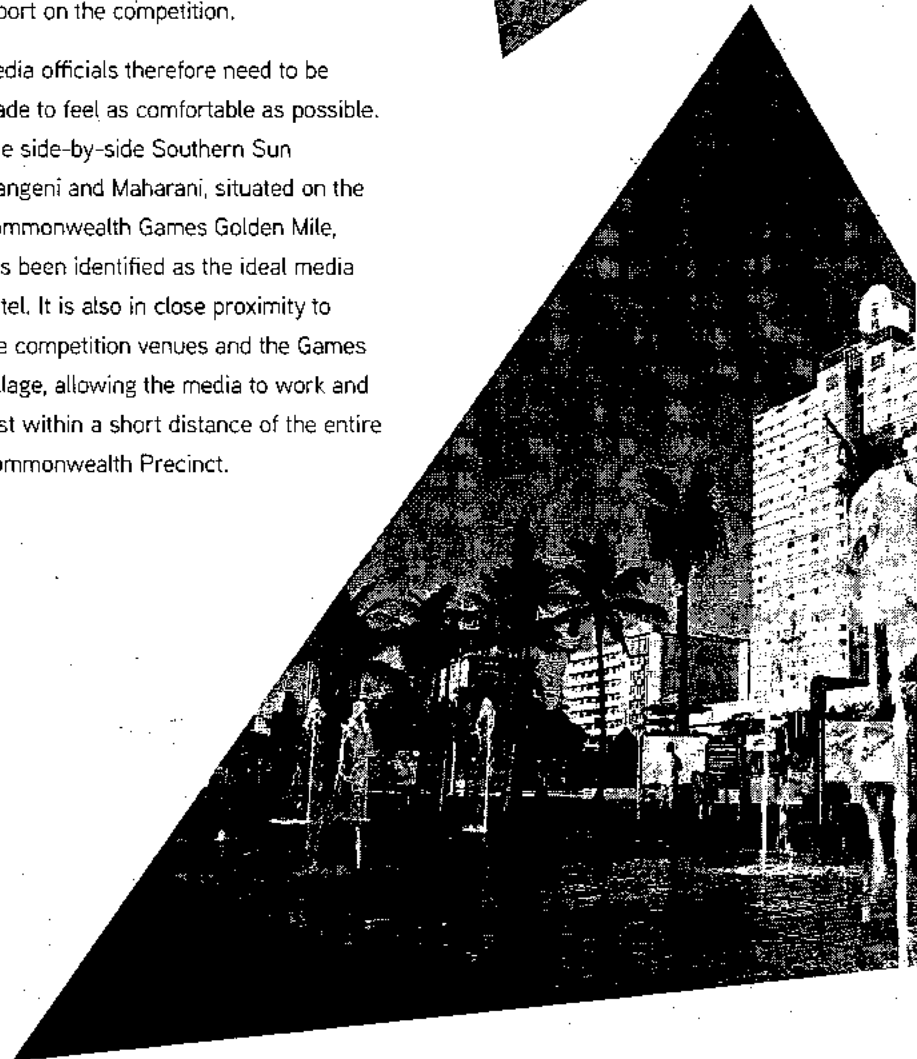 port on the competition.
edia officials therefore need to be
ade to feel as comfortable as possible.
e side-by-side Southern Sun
angeni and Maharani, situated on the
ommonwealth Games Golden Mile,
s been identified as the ideal media
tel. It is also in close proximity to
e competition venues and the Games
llage, allowing the media to work and
st within a short distance of the entire
ommonwealth Precinct.